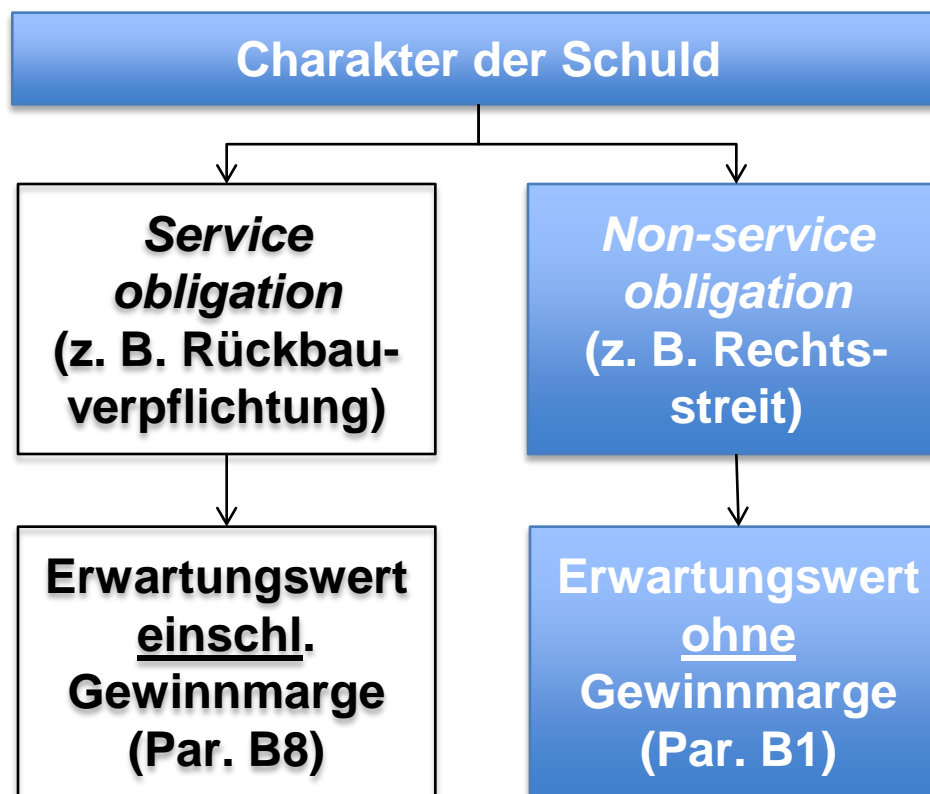 Charakter der Schuld
Service
obligation
(z. B. Rückbau-
verpflichtung)
Non-service
obligation
(z. B. Rechts-
streit)
Erwartungswert
einschl.
Gewinnmarge
(Par. B8)
Erwartungswert
ohne
Gewinnmarge
(Par. B1)